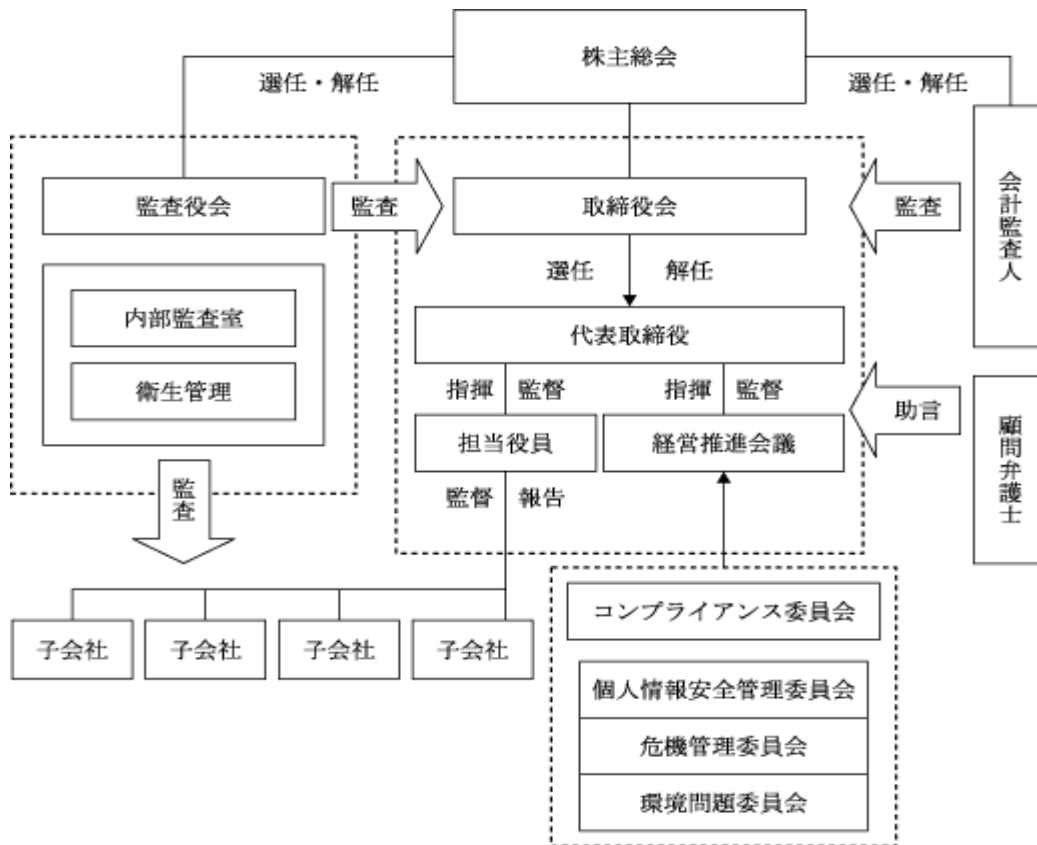 株主総会
選任・解任
選任・解任
監査役会
監査
取締役会
監査
会計監査人
選任
解任
内部監査室
代表取締役
衛生管理
指揮
監督
指揮
監督
助言
顧問弁護士
担当役員
経営推進会議
監査
監督
報告
子会社
子会社
子会社
子会社
コンプライアンス委員会
個人情報安全管理委員会
危機管理委員会
環境問題委員会